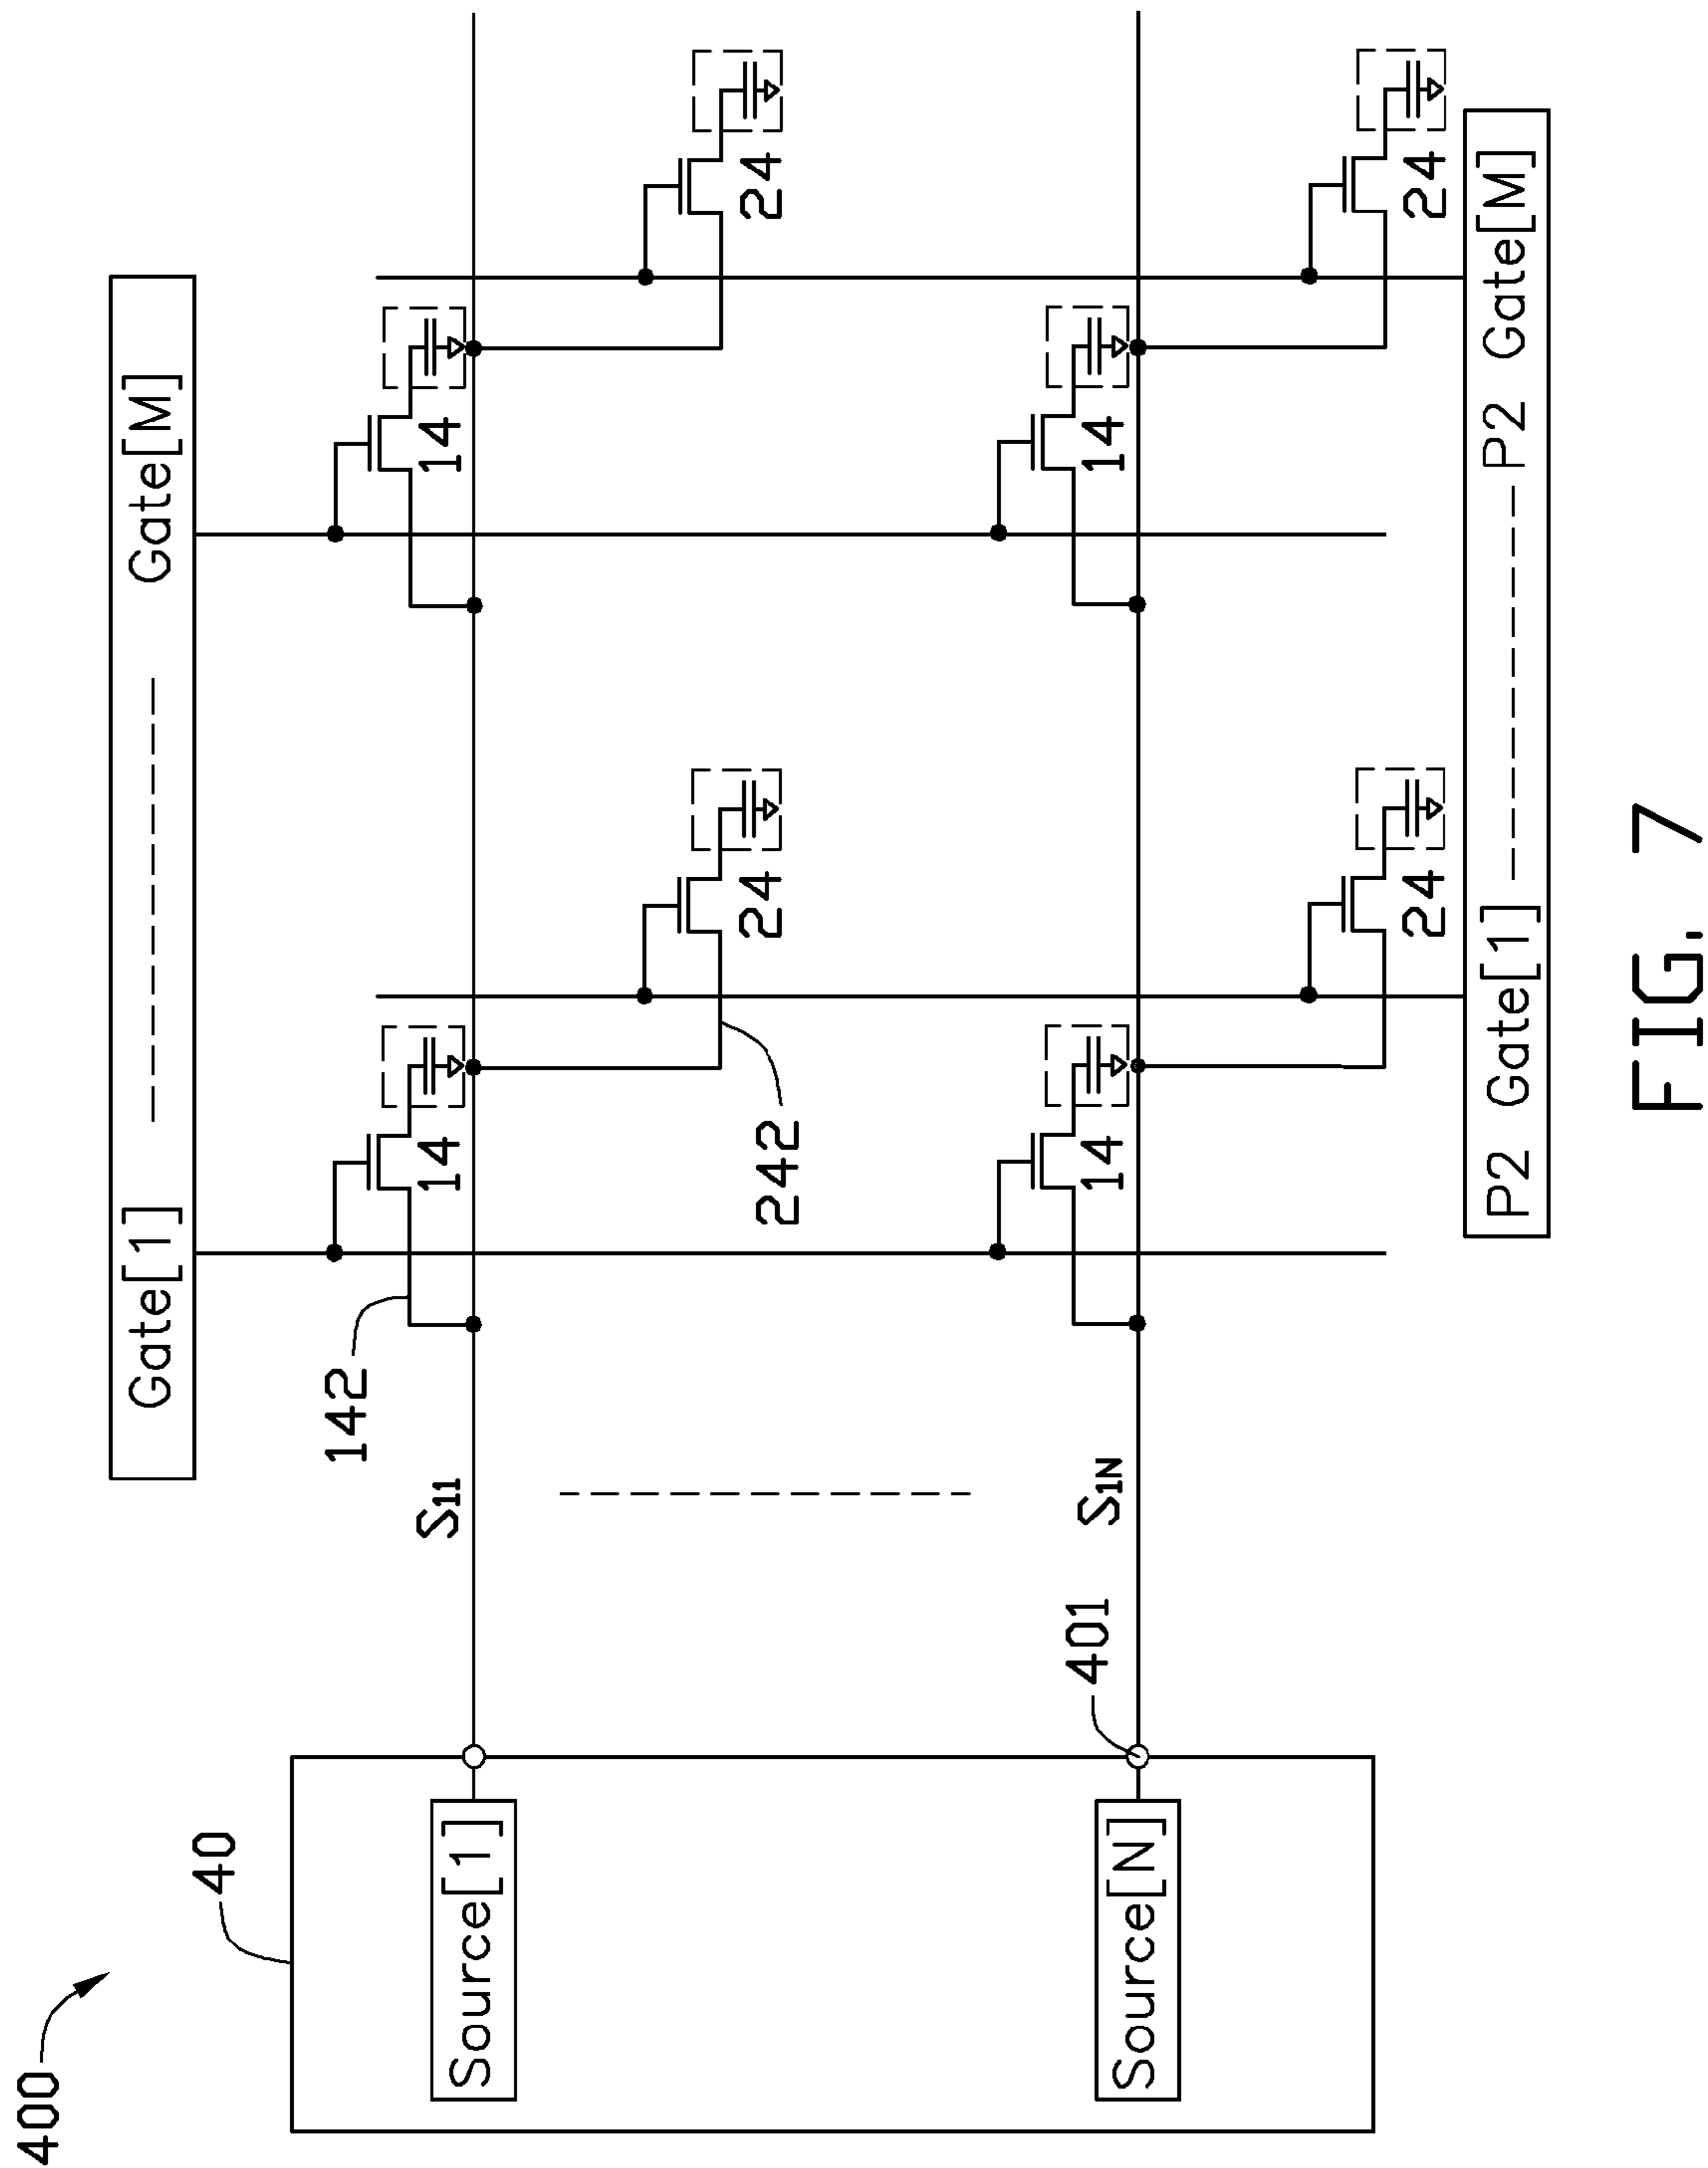 400
Gate[1] ------------ Gate[M]
40
142
S11
14
14
Source[1]
24
24
242
401
S1N
14
14
Source[N]
24
24
P2 Gate[1] ---------- P2 Gate[M]
FIG. 7